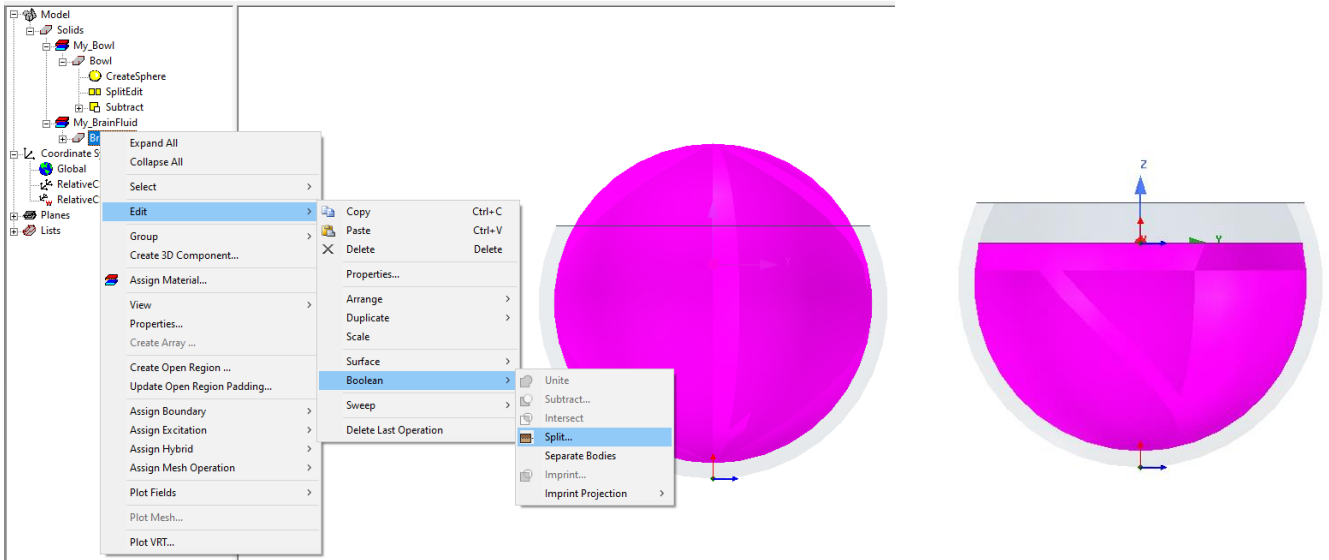 Model
Solids
My_Bowl
Bowl
CreateSphere
SplitEdit
Subtract
My_BrainFluid
Br
Coordinate S
Global
RelativeC
RelativeC
Planes
Lists
Expand All
Collapse All
Select
Edit
Group
Create 3D Component...
Assign Material...
View
Properties...
Create Array ...
Create Open Region ...
Update Open Region Padding...
Assign Boundary
Assign Excitation
Assign Hybrid
Assign Mesh Operation
Plot Fields
Plot Mesh...
Plot VRT...
Copy Ctrl+C
Paste Ctrl+V
Delete Delete
Properties...
Arrange
Duplicate
Scale
Surface
Boolean
Sweep
Delete Last Operation
Unite
Subtract...
Intersect
Split...
Separate Bodies
Imprint...
Imprint Projection
Z
Y